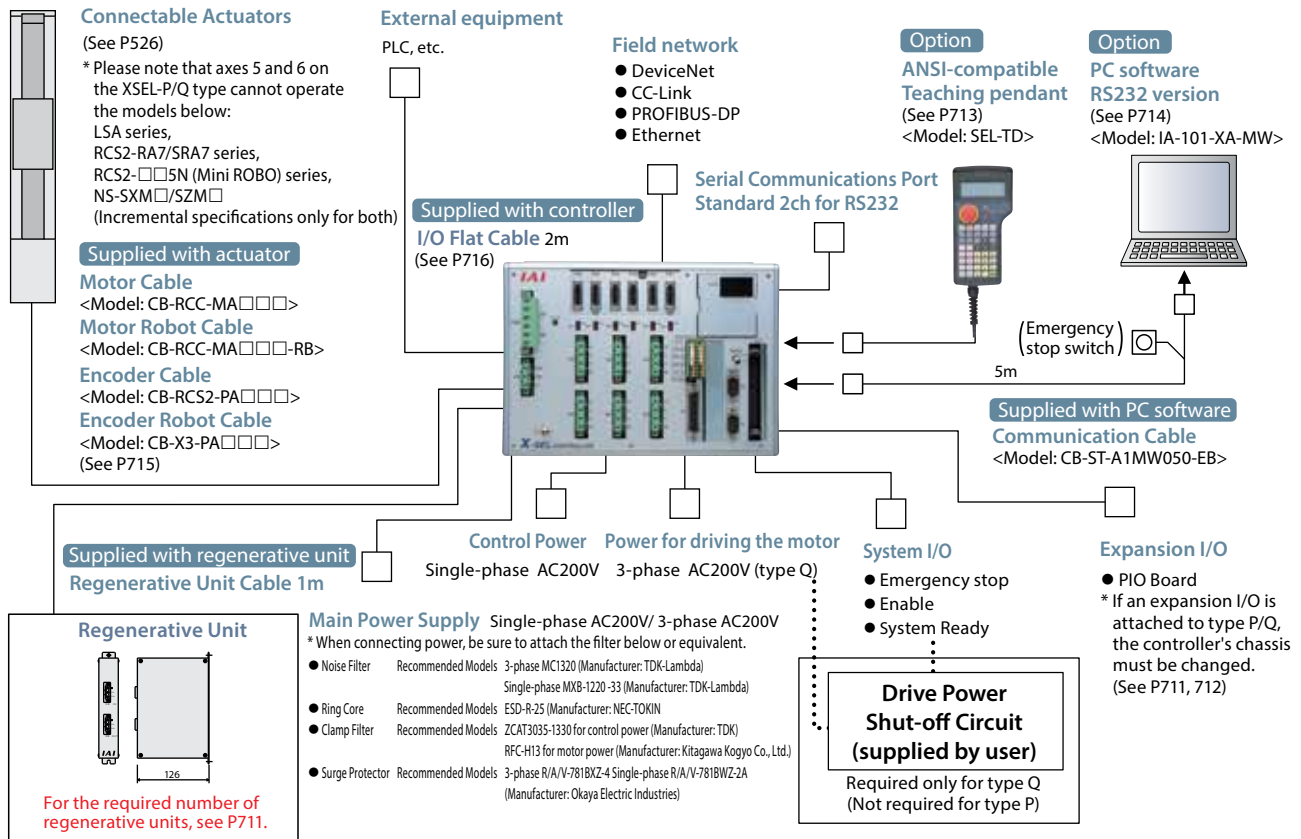 Connectable Actuators
(See P526)
* Please note that axes 5 and 6 on
the XSEL-P/Q type cannot operate
the models below:
LSA series,
RCS2-RA7/SRA7 series,
RCS2-□□5N (Mini ROBO) series,
NS-SXM□/SZM□
(Incremental specifications only for both)
Supplied with actuator
Motor Cable
<Model: CB-RCC-MA□□□>
Motor Robot Cable
<Model: CB-RCC-MA□□□-RB>
Encoder Cable
<Model: CB-RCS2-PA□□□>
Encoder Robot Cable
<Model: CB-X3-PA□□□>
(See P715)
External equipment
PLC, etc.
Field network
● DeviceNet
● CC-Link
● PROFIBUS-DP
● Ethernet
Supplied with controller
I/O Flat Cable 2m
(See P716)
Serial Communications Port
Standard 2ch for RS232
Option
ANSI-compatible
Teaching pendant
(See P713)
<Model: SEL-TD>
Option
PC software
RS232 version
(See P714)
<Model: IA-101-XA-MW>
IAI
X-SEL
(Emergency
stop switch)
5m
Supplied with PC software
Communication Cable
<Model: CB-ST-A1MW050-EB>
Supplied with regenerative unit
Regenerative Unit Cable 1m
Control Power
Single-phase AC200V
Power for driving the motor
3-phase AC200V (type Q)
System I/O
● Emergency stop
● Enable
● System Ready
Expansion I/O
● PIO Board
* If an expansion I/O is
attached to type P/Q,
the controller's chassis
must be changed.
(See P711, 712)
Regenerative Unit
IAI
126
For the required number of
regenerative units, see P711.
Main Power Supply Single-phase AC200V/ 3-phase AC200V
* When connecting power, be sure to attach the filter below or equivalent.
● Noise Filter Recommended Models 3-phase MC1320 (Manufacturer: TDK-Lambda)
Single-phase MXB-1220 -33 (Manufacturer: TDK-Lambda)
● Ring Core Recommended Models ESD-R-25 (Manufacturer: NEC-TOKIN
● Clamp Filter Recommended Models ZCAT3035-1330 for control power (Manufacturer: TDK)
RFC-H13 for motor power (Manufacturer: Kitagawa Kogyo Co., Ltd.)
● Surge Protector Recommended Models 3-phase R/A/V-781BXZ-4 Single-phase R/A/V-781BWZ-2A
(Manufacturer: Okaya Electric Industries)
Drive Power
Shut-off Circuit
(supplied by user)
Required only for type Q
(Not required for type P)